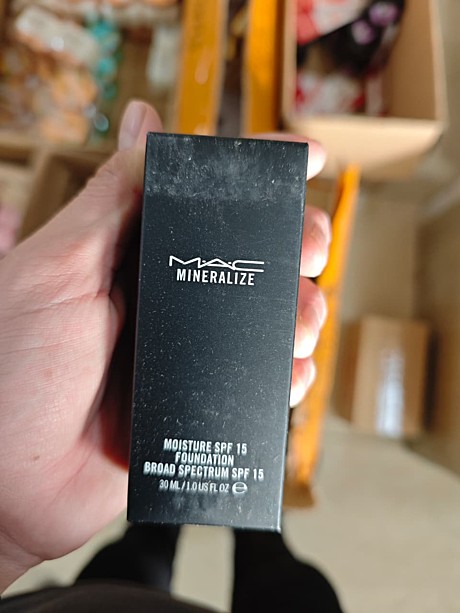 M·A·C
MINERALIZE
MOISTURE SPF 15
FOUNDATION
BROAD SPECTRUM SPF 15
30 ML / 1.0 US FL OZ ℮